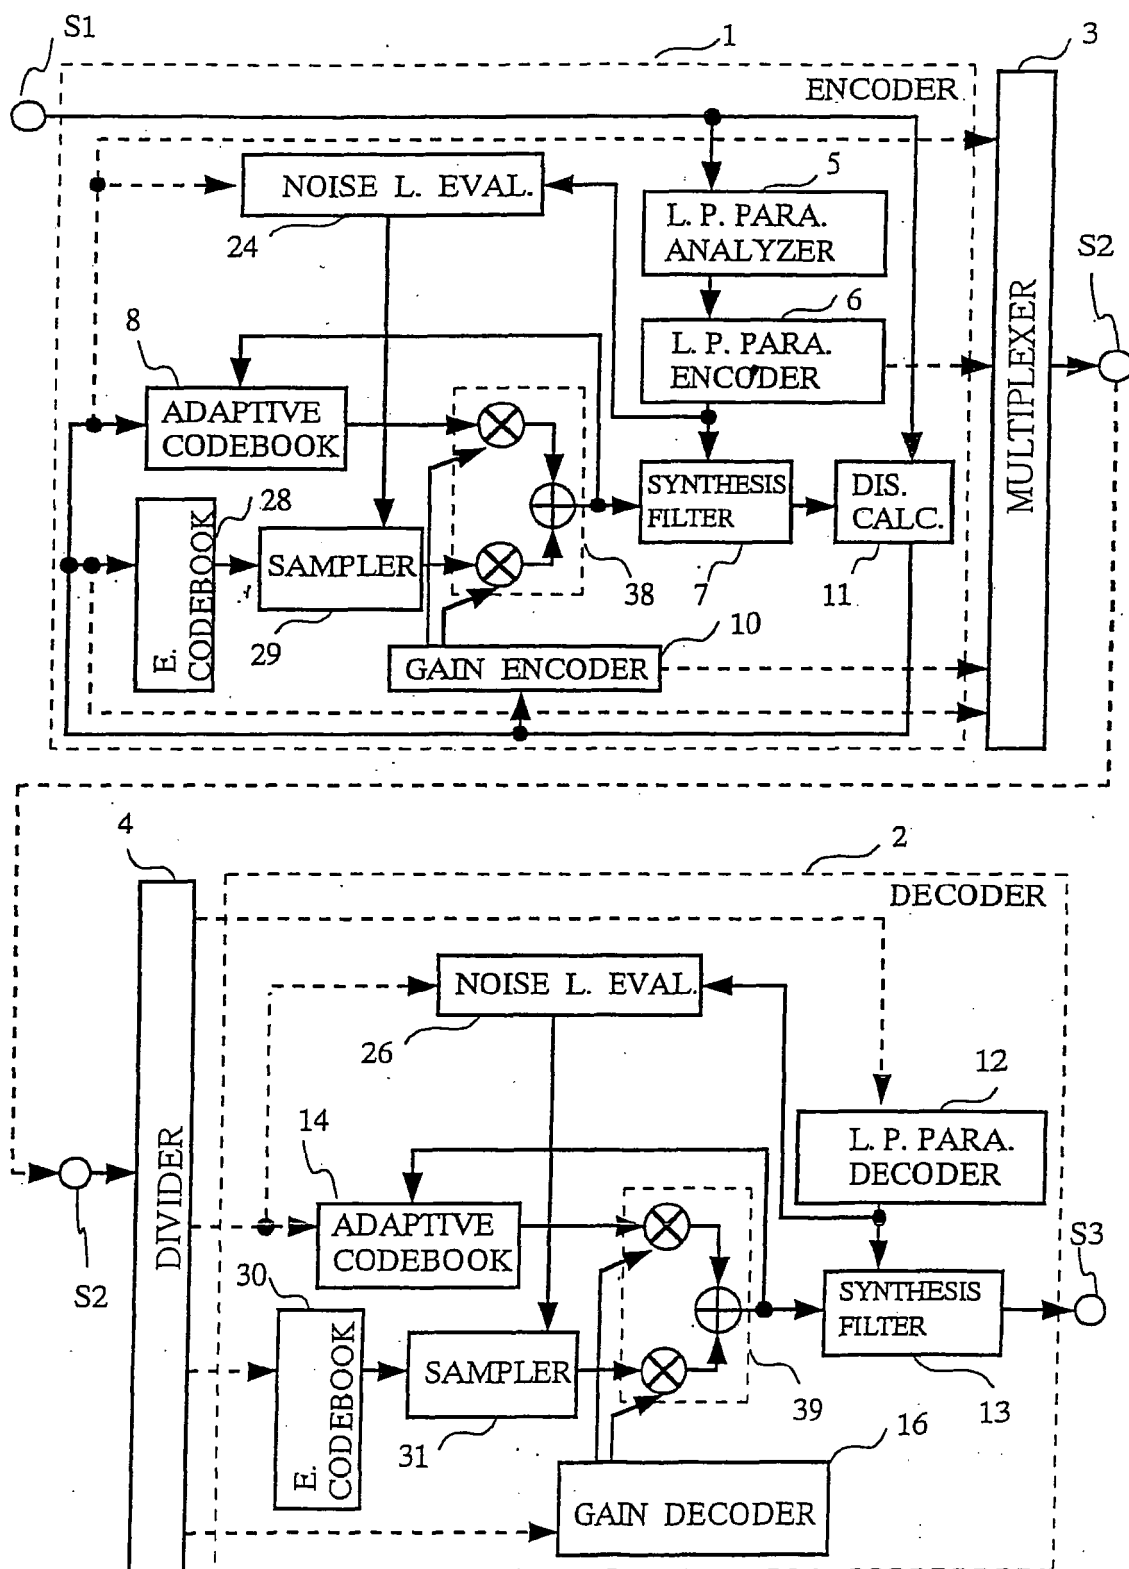 S1
1
3
ENCODER
NOISE L. EVAL.
24
5
L. P. PARA.
ANALYZER
S2
8
6
L. P. PARA.
ENCODER
MULTIPLEXER
ADAPTIVE
CODEBOOK
28
E.
CODEBOOK
SAMPLER
29
SYNTHESIS
FILTER
DIS.
CALC.
38
7
11
10
GAIN ENCODER
4
2
DECODER
NOISE L. EVAL.
26
12
14
L. P. PARA.
DECODER
DIVIDER
ADAPTIVE
CODEBOOK
S2
30
S3
SYNTHESIS
FILTER
E.
CODEBOOK
SAMPLER
31
39
13
16
GAIN DECODER